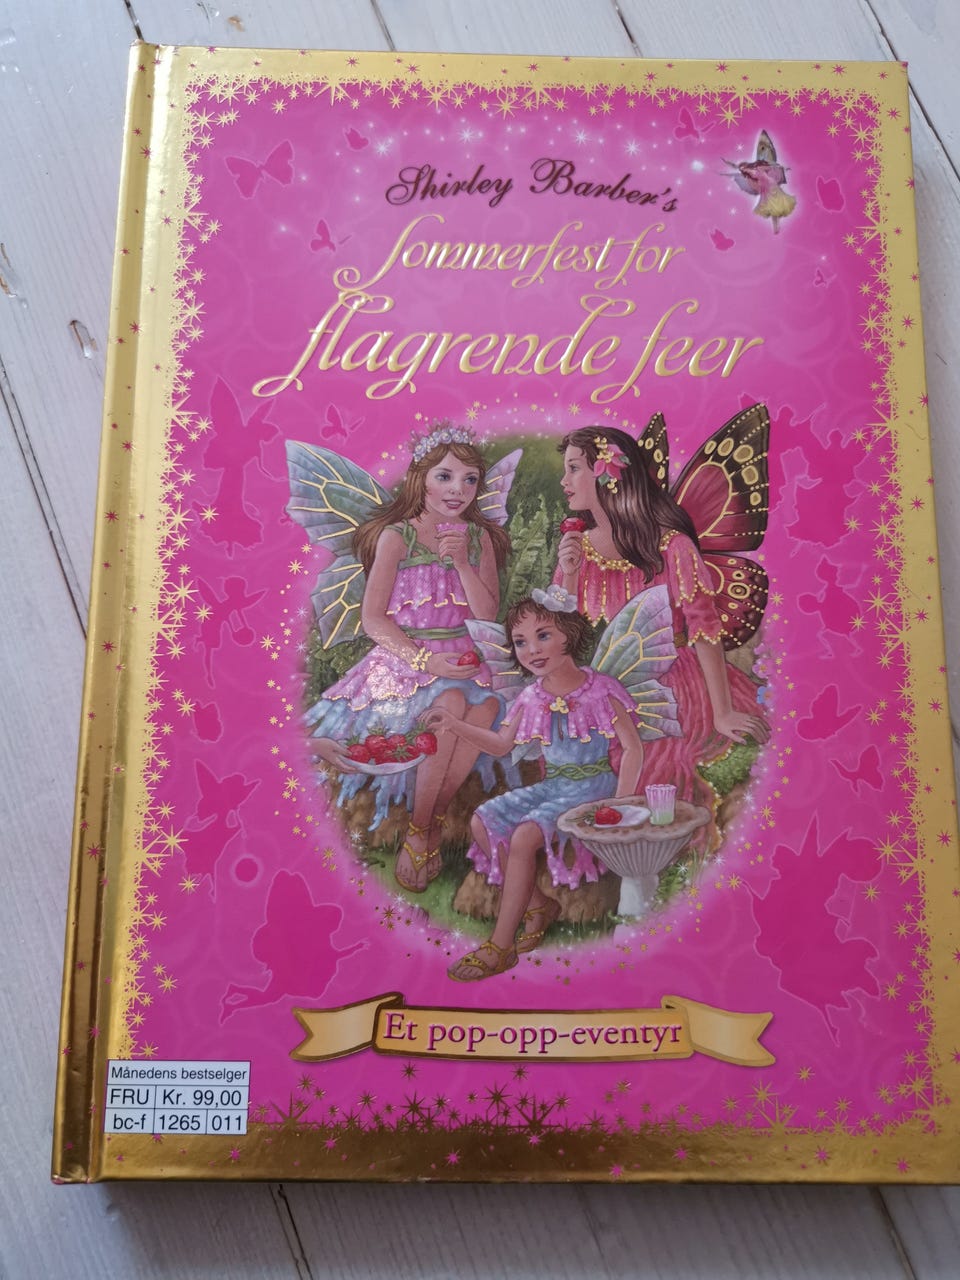 Shirley Barber's
Sommerfest for
flagrende feer
Et pop-opp-eventyr
Månedens bestselger
FRU Kr. 99,00
bc-f 1265 011